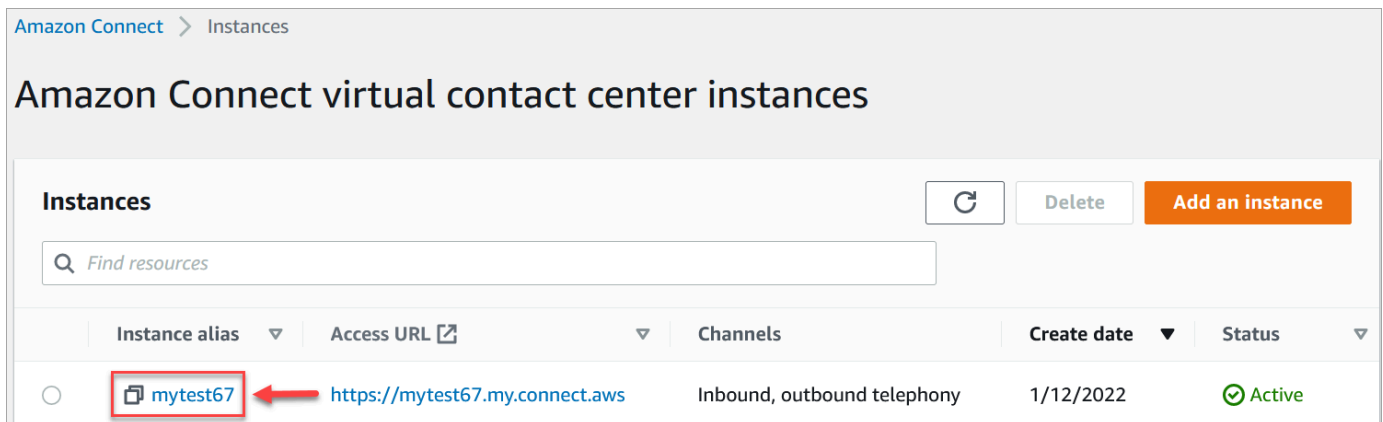 Amazon Connect > Instances
Amazon Connect virtual contact center instances
Instances Delete Add an instance
Find resources
Instance alias Access URL Channels Create date Status
mytest67 https://mytest67.my.connect.aws Inbound, outbound telephony 1/12/2022 Active